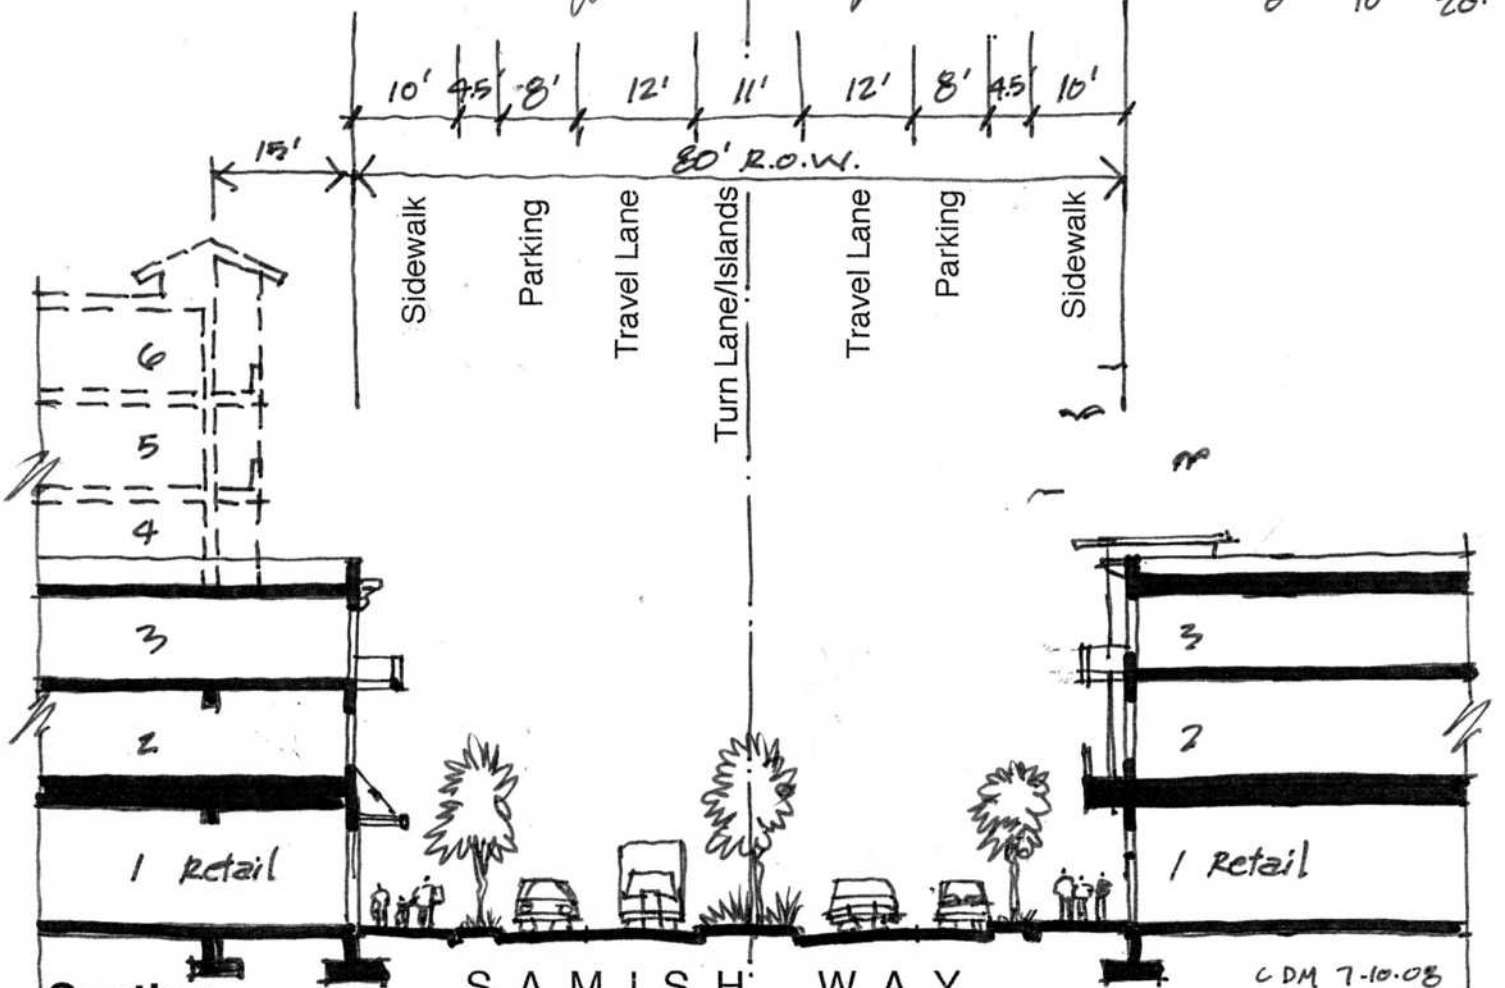 10' 4.5' 8' 12' 11' 12' 8' 4.5' 10'
15'
80' R.O.W.
Sidewalk
Parking
Travel Lane
Turn Lane/Islands
Travel Lane
Parking
Sidewalk
6
5
4
3
3
2
2
1 Retail
1 Retail
SAMISH WAY
CDM 7-10-03